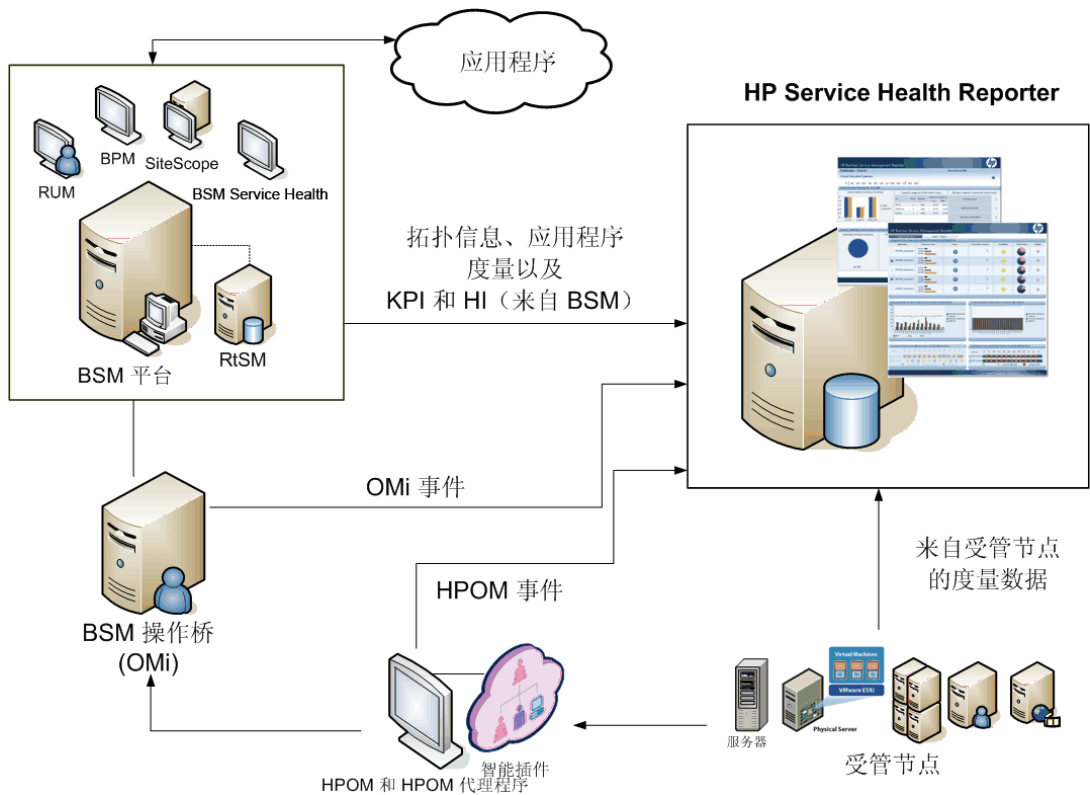 应用程序
HP Service Health Reporter
BPM
SiteScope
RUM
BSM Service Health
拓扑信息、应用程序
度量以及
KPI 和 HI（来自 BSM）
RtSM
BSM 平台
OMi 事件
来自受管节点
的度量数据
HPOM 事件
BSM 操作桥
(OMi)
Virtual Machines
VMware ESXi
Physical Server
服务器
受管节点
智能插件
HPOM 和 HPOM 代理程序